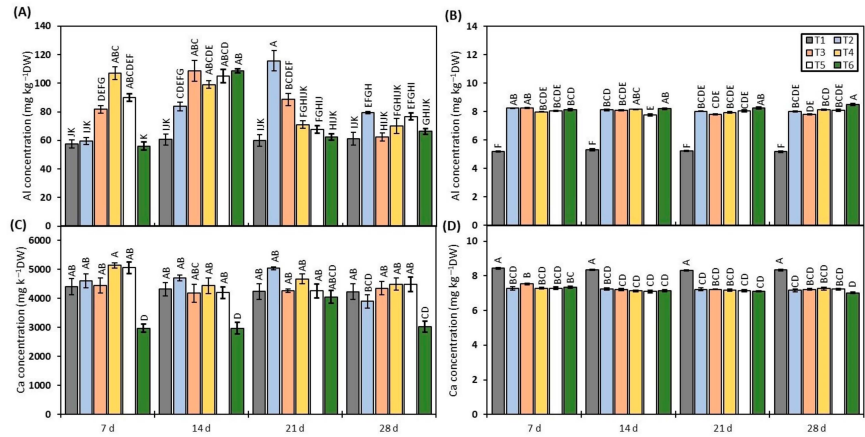 (A)
Al concentration (mg kg⁻¹DW)
140
120
100
80
60
40
20
0
IJK
IJK
DEFG
ABC
ABCDEF
K
IJK
CDEFG
ABC
ABCDE
ABCD
AB
IJK
A
BCDEF
FGHIJK
FGHIJ
HIJK
IJK
EFGH
HIJK
FGHIJK
EFGHI
GHIJK
(B)
Al concentration (mg kg⁻¹DW)
14
12
10
8
6
4
2
0
F
AB
AB
BCDE
BCDE
BCD
F
BCDE
BCDE
ABC
E
AB
F
BCDE
CDE
BCDE
BCDE
AB
F
BCDE
DE
BCDE
BCD
A
T1 T2
T3 T4
T5 T6
(C)
Ca concentration (mg k⁻¹DW)
6000
5000
4000
3000
2000
1000
0
AB
AB
AB
A
AB
D
AB
AB
ABC
AB
AB
D
AB
AB
AB
AB
AB
ABCD
AB
BCD
AB
AB
AB
CD
7 d 14 d 21 d 28 d
(D)
Ca concentration (mg kg⁻¹DW)
10
8
6
4
2
0
A
BCD
B
BCD
BCD
BC
A
BCD
CD
CD
CD
CD
A
CD
BCD
CD
CD
CD
A
CD
BCD
BCD
BCD
D
7 d 14 d 21 d 28 d